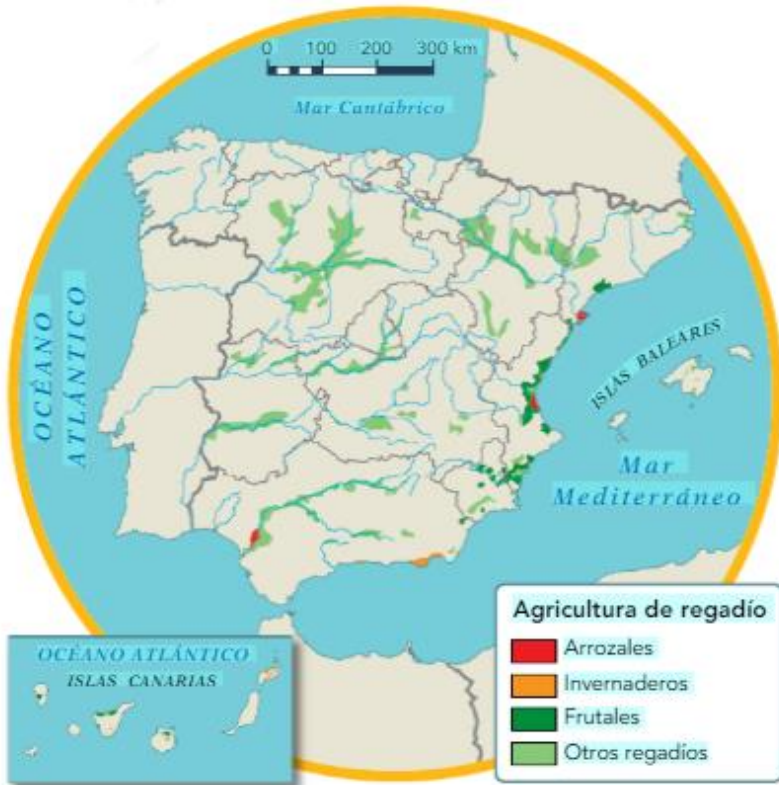 0 100 200 300 km
Mar Cantábrico
OCÉANO
ATLÁNTICO
ISLAS BALEARES
Mar
Mediterráneo
Agricultura de regadío
Arrozales
Invernaderos
Frutales
Otros regadíos
OCÉANO ATLÁNTICO
ISLAS CANARIAS